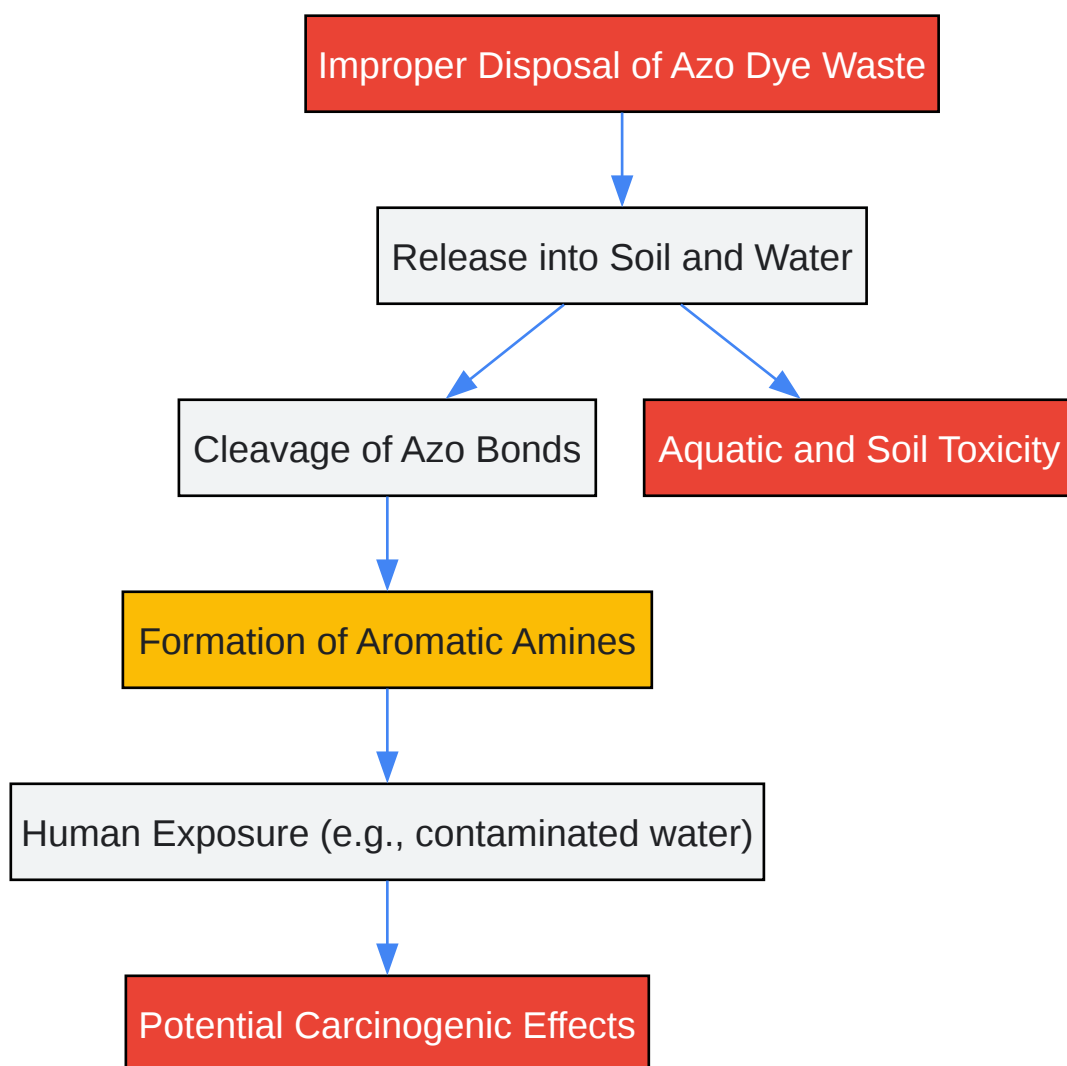 Improper Disposal of Azo Dye Waste
Release into Soil and Water
Cleavage of Azo Bonds
Aquatic and Soil Toxicity
Formation of Aromatic Amines
Human Exposure (e.g., contaminated water)
Potential Carcinogenic Effects